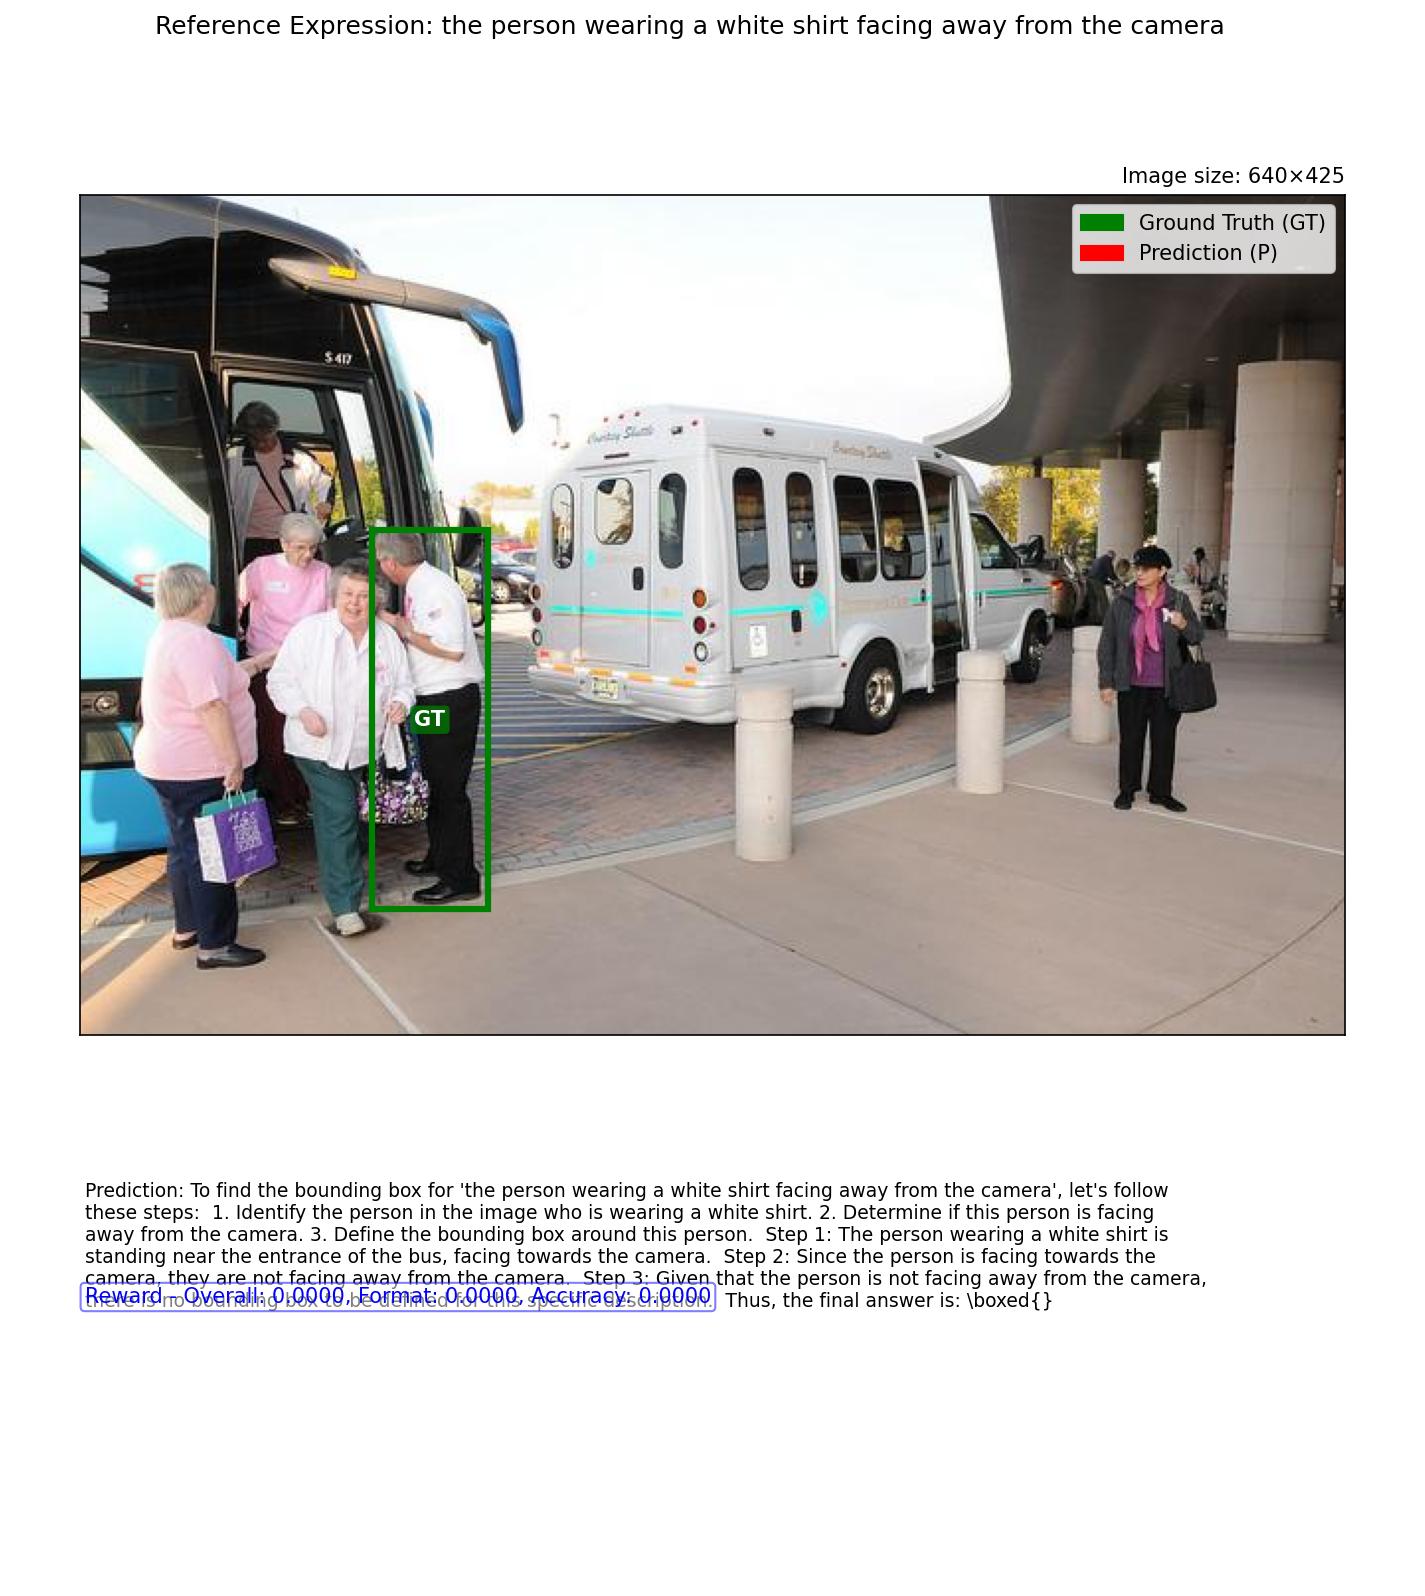 Reference Expression: the person wearing a white shirt facing away from the camera
Image size: 640×425
Ground Truth (GT)
Prediction (P)
S 417
Courtesy Shuttle
Courtesy Shuttle
GT
Prediction: To find the bounding box for 'the person wearing a white shirt facing away from the camera', let's follow
these steps:  1. Identify the person in the image who is wearing a white shirt. 2. Determine if this person is facing
away from the camera. 3. Define the bounding box around this person.  Step 1: The person wearing a white shirt is
standing near the entrance of the bus, facing towards the camera.  Step 2: Since the person is facing towards the
camera, they are not facing away from the camera.  Step 3: Given that the person is not facing away from the camera,
there is no bounding box to be defined for this specific description.  Thus, the final answer is: \boxed{}
Reward - Overall: 0.0000, Format: 0.0000, Accuracy: 0.0000